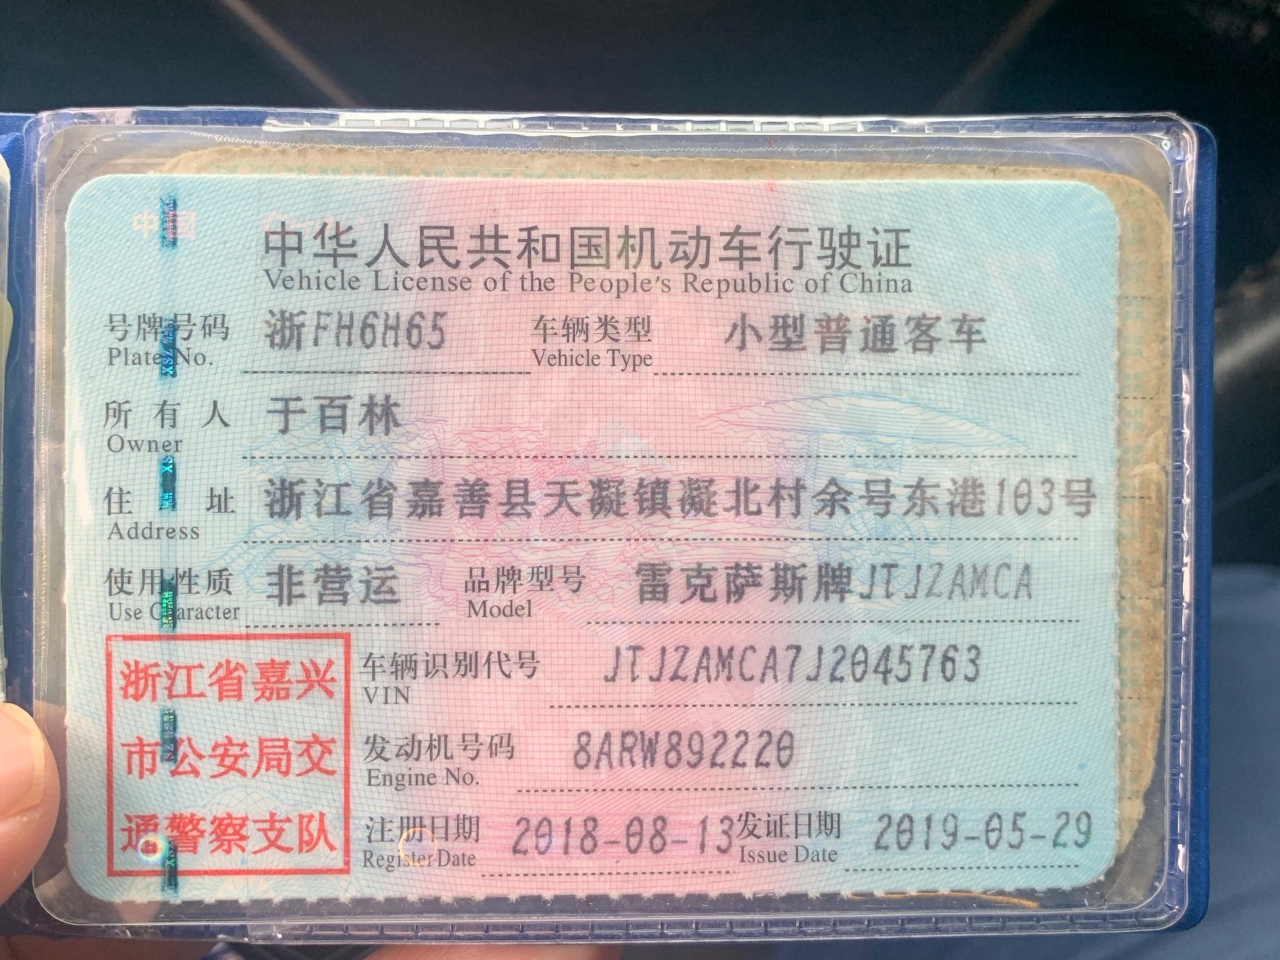 中国
中华人民共和国机动车行驶证
Vehicle License of the People's Republic of China
号牌号码 浙FH6H65 车辆类型 小型普通客车
Plate No. Vehicle Type
所有人 于百林
Owner
住址 浙江省嘉善县天凝镇凝北村余号东港103号
Address
使用性质 非营运 品牌型号 雷克萨斯牌JTJZAMCA
Use Character Model
浙江省嘉兴
市公安局交
通警察支队
车辆识别代号 JTJZAMCA7J2045763
VIN
发动机号码 8ARW892220
Engine No.
注册日期 2018-08-13 发证日期 2019-05-29
Register Date Issue Date